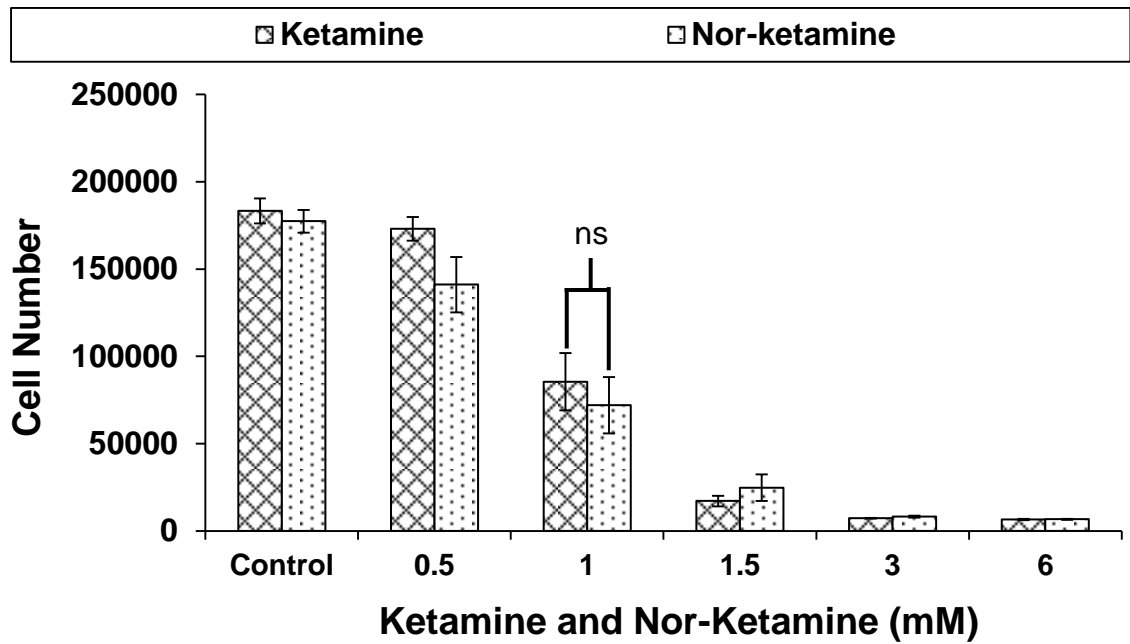 Ketamine Nor-ketamine
250000
200000
150000
100000
50000
0
Cell Number
ns
Control 0.5 1 1.5 3 6
Ketamine and Nor-Ketamine (mM)